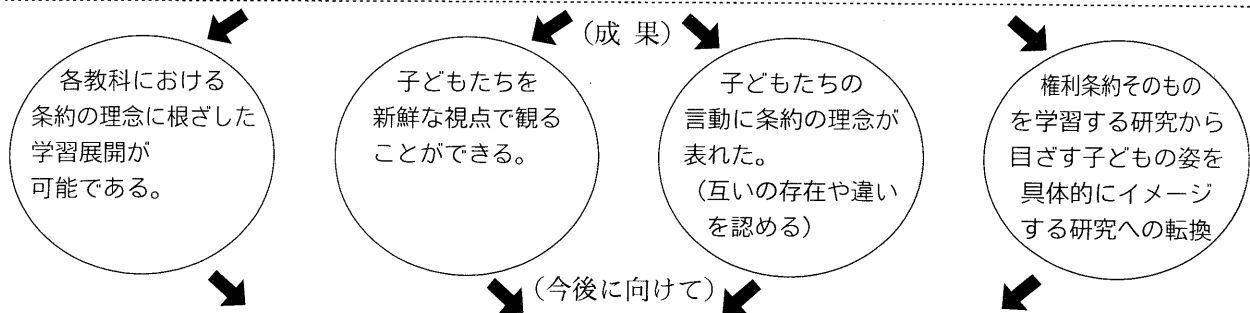 (成 果)
各教科における
条約の理念に根ざした
学習展開が
可能である。
子どもたちを
新鮮な視点で観る
ことができる。
子どもたちの
言動に条約の理念が
表れた。
(互いの存在や違い
を認める)
権利条約そのもの
を学習する研究から
目ざす子どもの姿を
具体的にイメージ
する研究への転換
(今後に向けて)